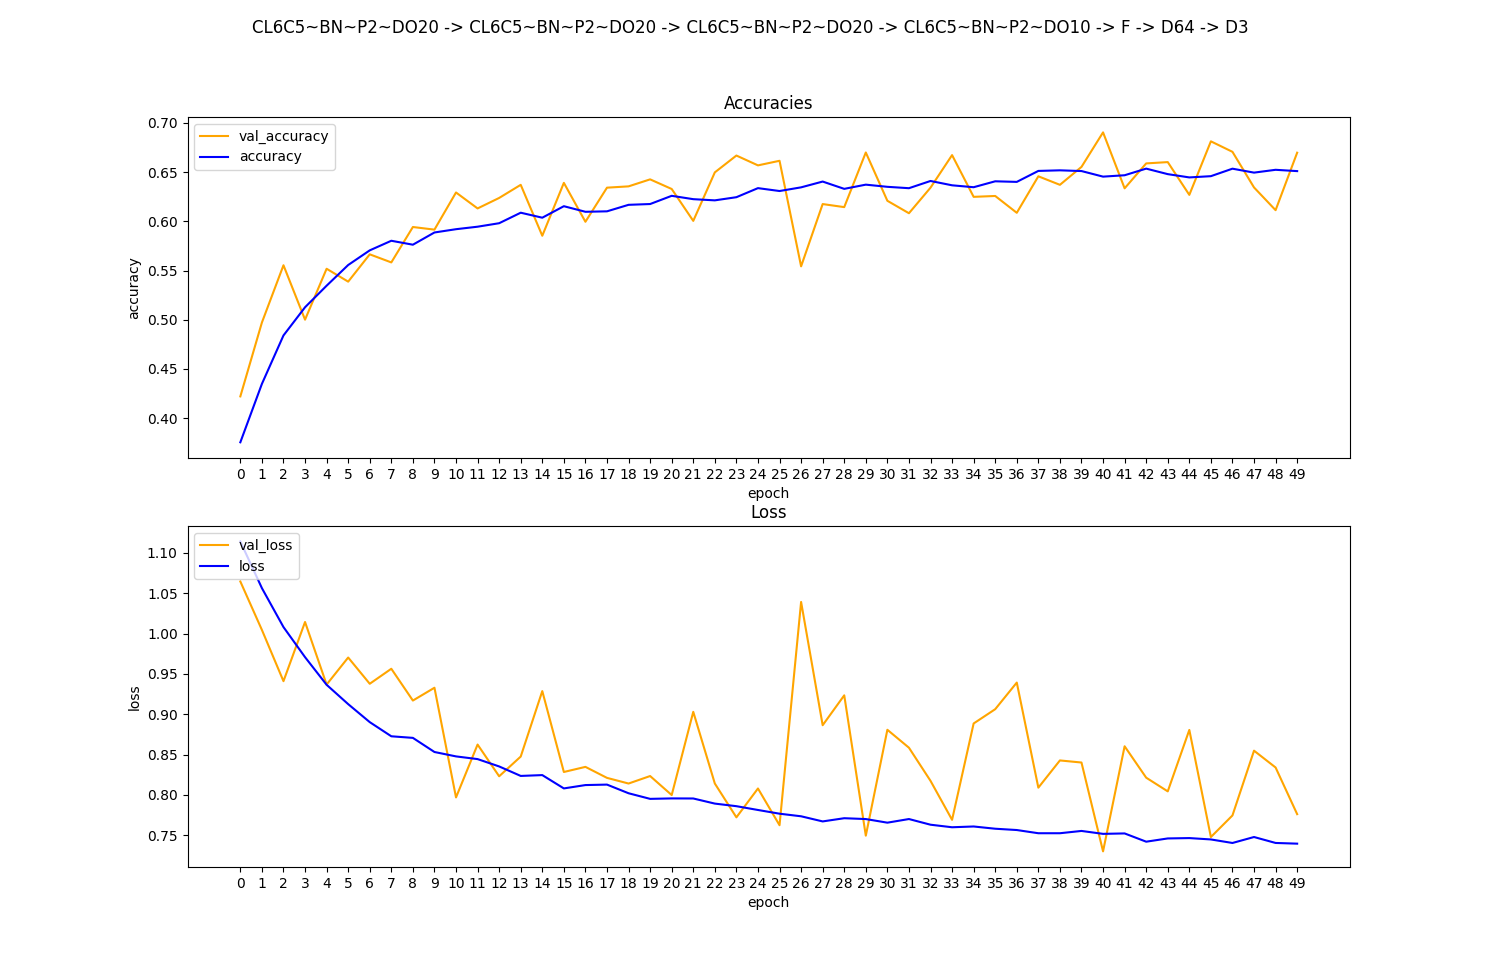 CL6C5~BN~P2~DO20 -> CL6C5~BN~P2~DO20 -> CL6C5~BN~P2~DO20 -> CL6C5~BN~P2~DO10 -> F -> D64 -> D3
Accuracies
val_accuracy
accuracy
0.70
0.65
0.60
0.55
0.50
0.45
0.40
accuracy
0 1 2 3 4 5 6 7 8 9 10 11 12 13 14 15 16 17 18 19 20 21 22 23 24 25 26 27 28 29 30 31 32 33 34 35 36 37 38 39 40 41 42 43 44 45 46 47 48 49
epoch
Loss
val_loss
loss
1.10
1.05
1.00
0.95
0.90
0.85
0.80
0.75
loss
0 1 2 3 4 5 6 7 8 9 10 11 12 13 14 15 16 17 18 19 20 21 22 23 24 25 26 27 28 29 30 31 32 33 34 35 36 37 38 39 40 41 42 43 44 45 46 47 48 49
epoch